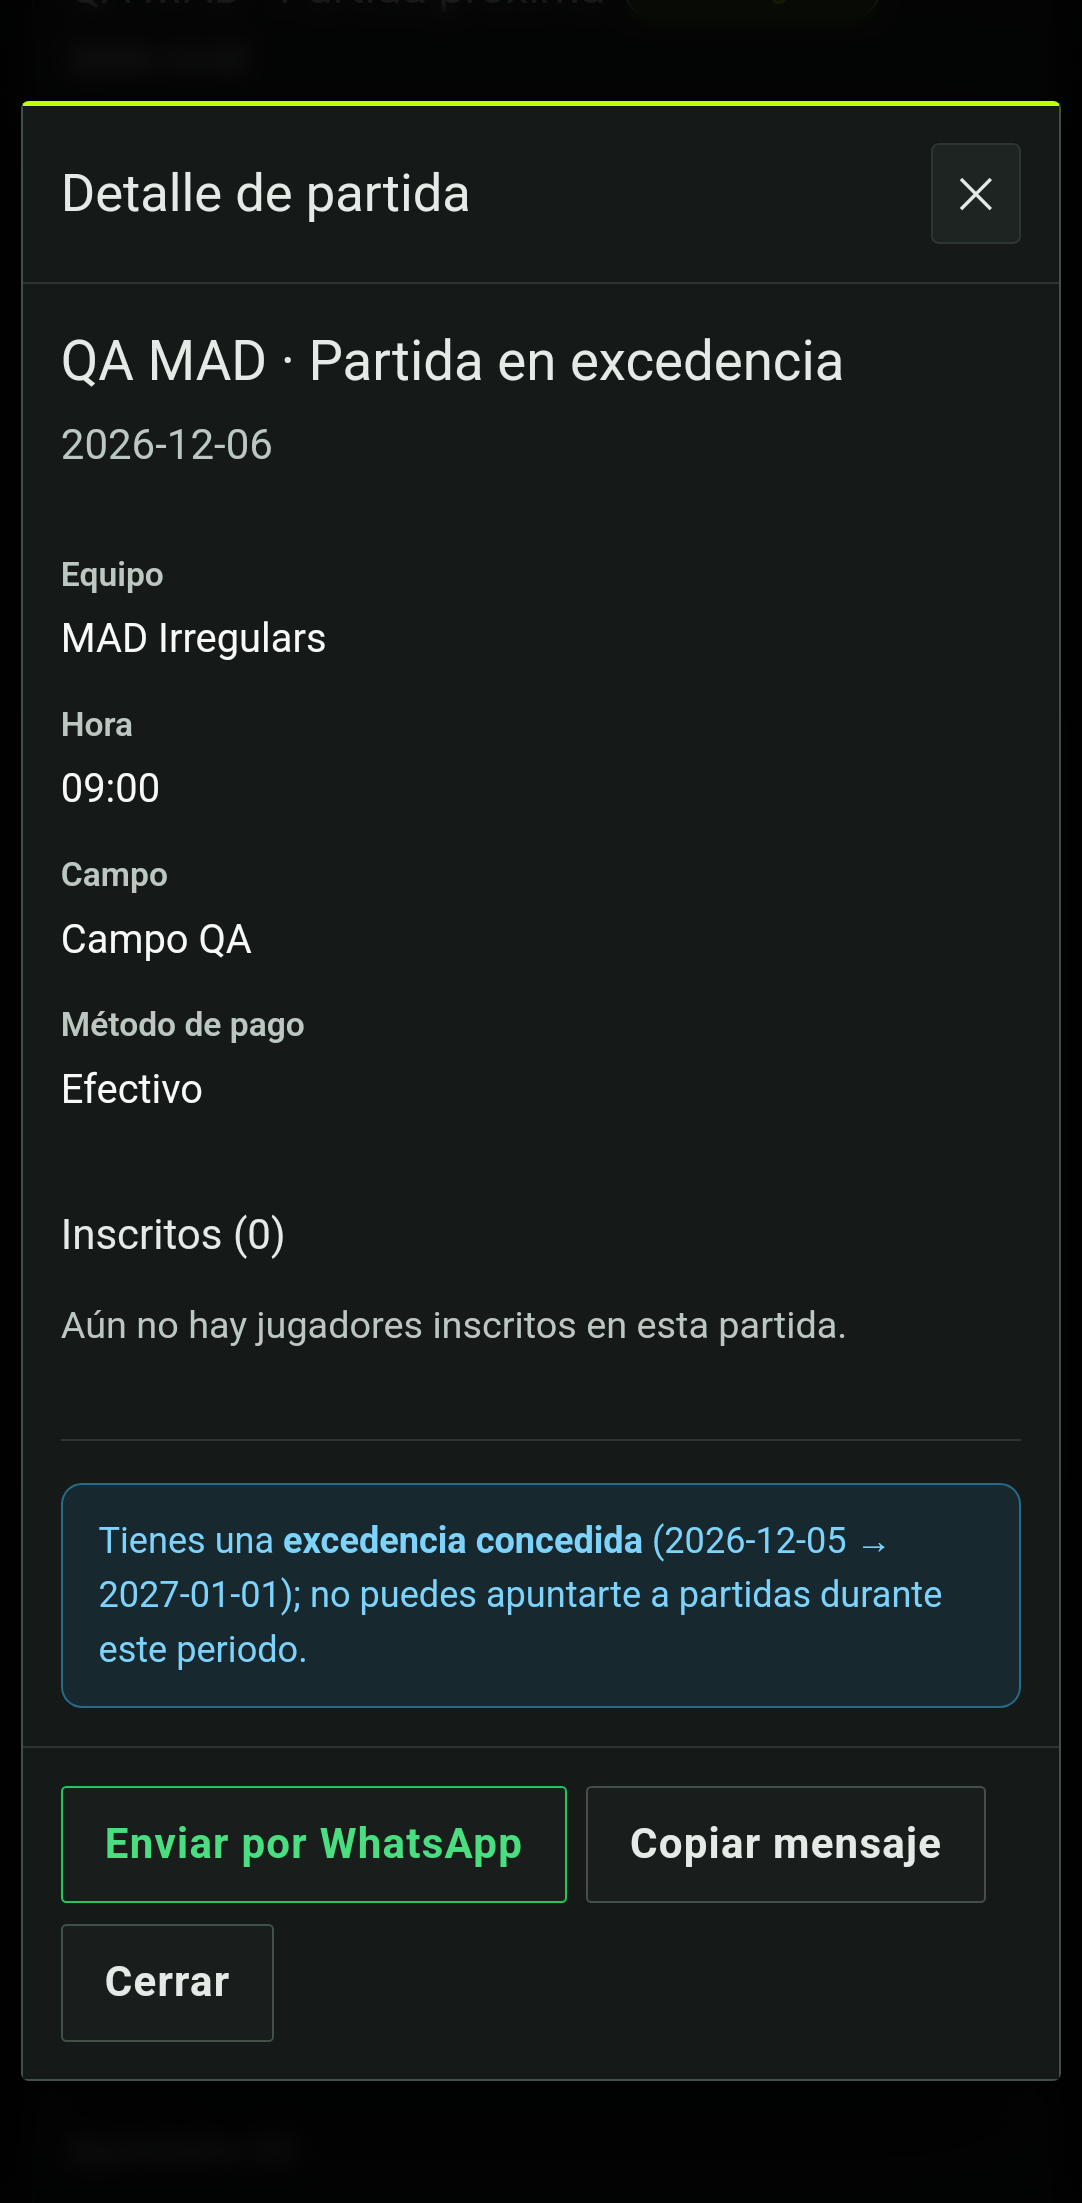 Detalle de partida
QA MAD · Partida en excedencia
2026-12-06
Equipo
MAD Irregulars
Hora
09:00
Campo
Campo QA
Método de pago
Efectivo
Inscritos (0)
Aún no hay jugadores inscritos en esta partida.
Tienes una excedencia concedida (2026-12-05 →
2027-01-01); no puedes apuntarte a partidas durante
este periodo.
Enviar por WhatsApp
Copiar mensaje
Cerrar